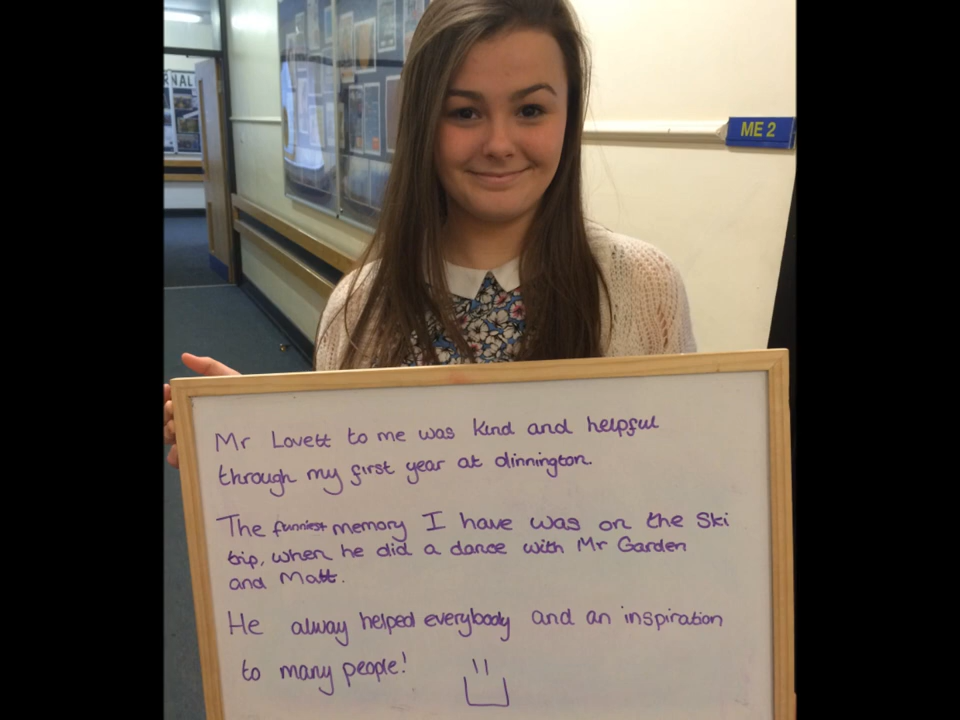 RNAL
ME 2
Mr Lovett to me was kind and helpful
through my first year at dinnington.
The funniest memory I have was on the Ski
trip, when he did a dance with Mr Garden
and Matt.
He alway helped everybody and an inspiration
to many people!